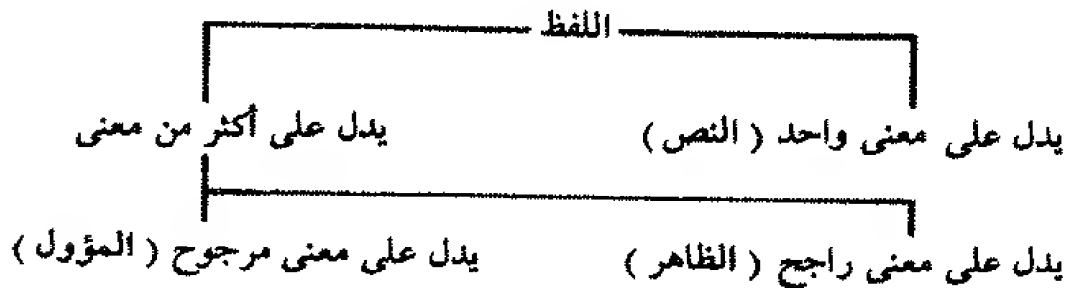 اللفظ
يدل على معنى واحد ( النص )
يدل على أكثر من معنى
يدل على معنى راجح ( الظاهر )
يدل على معنى مرجوح ( المؤول )